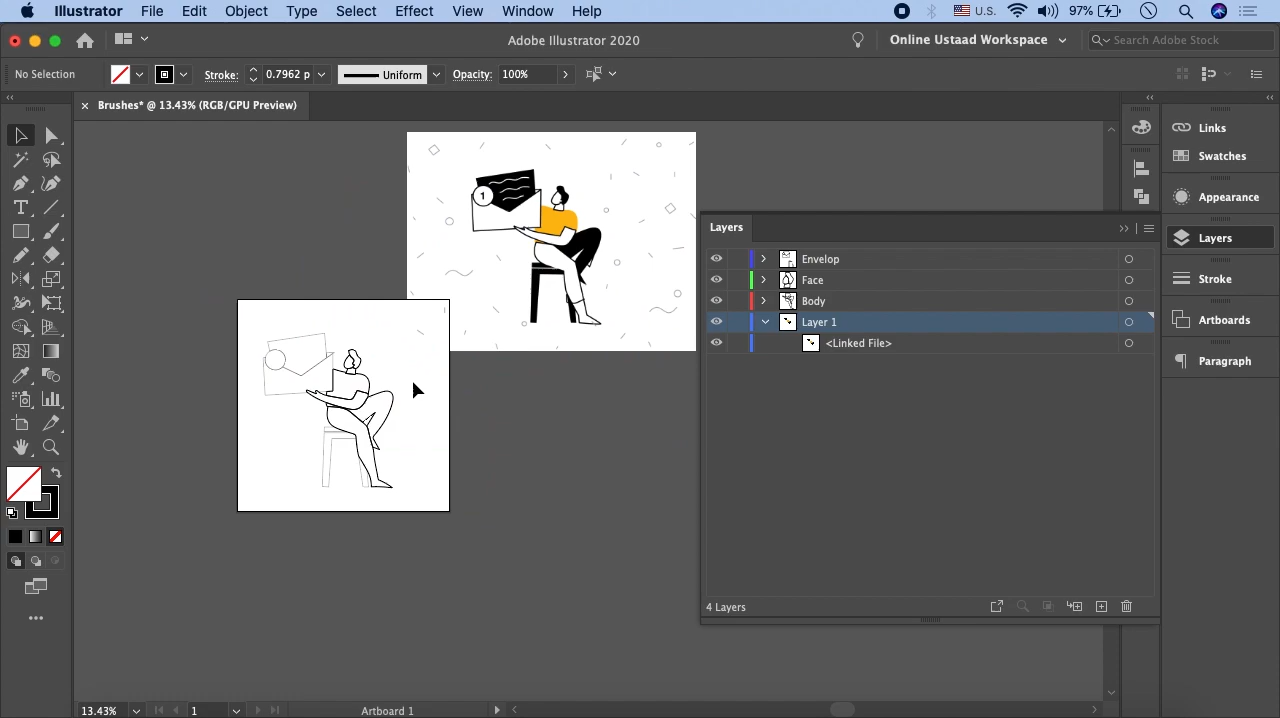 Illustrator File Edit Object Type Select Effect View Window Help U.S. 97%
Adobe Illustrator 2020 Online Ustaad Workspace Search Adobe Stock
No Selection Stroke: 0.7962 p Uniform Opacity: 100%
Brushes* @ 13.43% (RGB/GPU Preview)
Links
Swatches
Appearance
Layers
Stroke
Artboards
Paragraph
1
Layers
Envelop
Face
Body
Layer 1
<Linked File>
4 Layers
13.43% 1 Artboard 1